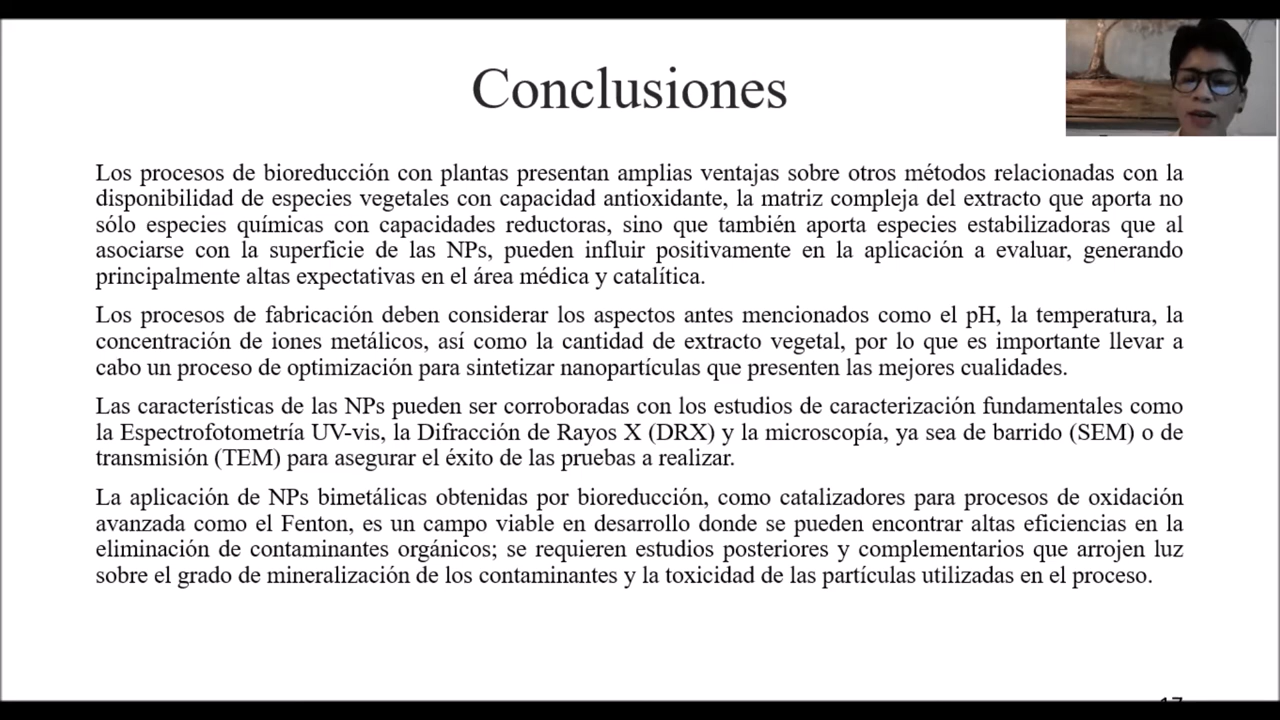 Conclusiones
Los procesos de bioreducción con plantas presentan amplias ventajas sobre otros métodos relacionadas con la
disponibilidad de especies vegetales con capacidad antioxidante, la matriz compleja del extracto que aporta no
sólo especies químicas con capacidades reductoras, sino que también aporta especies estabilizadoras que al
asociarse con la superficie de las NPs, pueden influir positivamente en la aplicación a evaluar, generando
principalmente altas expectativas en el área médica y catalítica.
Los procesos de fabricación deben considerar los aspectos antes mencionados como el pH, la temperatura, la
concentración de iones metálicos, así como la cantidad de extracto vegetal, por lo que es importante llevar a
cabo un proceso de optimización para sintetizar nanopartículas que presenten las mejores cualidades.
Las características de las NPs pueden ser corroboradas con los estudios de caracterización fundamentales como
la Espectrofotometría UV-vis, la Difracción de Rayos X (DRX) y la microscopía, ya sea de barrido (SEM) o de
transmisión (TEM) para asegurar el éxito de las pruebas a realizar.
La aplicación de NPs bimetálicas obtenidas por bioreducción, como catalizadores para procesos de oxidación
avanzada como el Fenton, es un campo viable en desarrollo donde se pueden encontrar altas eficiencias en la
eliminación de contaminantes orgánicos; se requieren estudios posteriores y complementarios que arrojen luz
sobre el grado de mineralización de los contaminantes y la toxicidad de las partículas utilizadas en el proceso.